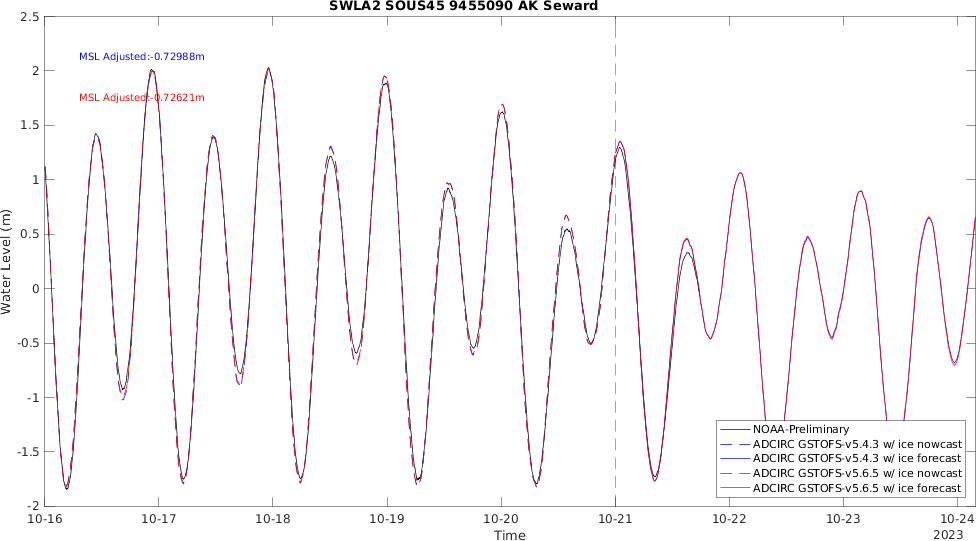 SWLA2 SOUS45 9455090 AK Seward
2.5
MSL Adjusted:-0.72988m
2
MSL Adjusted:-0.72621m
1.5
1
0.5
Water Level (m)
0
-0.5
-1
NOAA-Preliminary
ADCIRC GSTOFS-v5.4.3 w/ ice nowcast
-1.5
ADCIRC GSTOFS-v5.4.3 w/ ice forecast
ADCIRC GSTOFS-v5.6.5 w/ ice nowcast
ADCIRC GSTOFS-v5.6.5 w/ ice forecast
-2
10-16 10-17 10-18 10-19 10-20 10-21 10-22 10-23 10-24
Time 2023